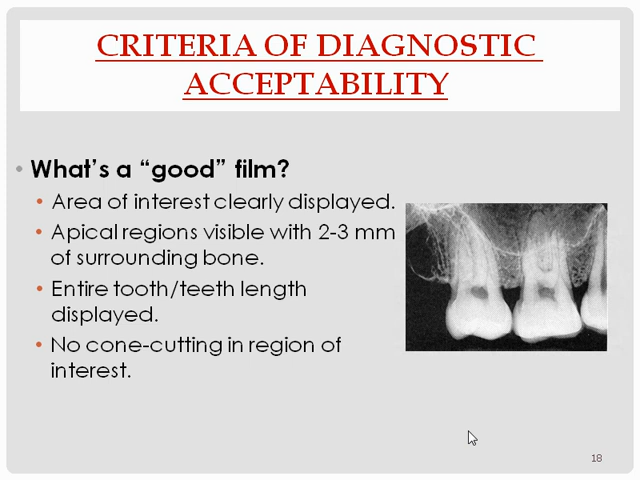 CRITERIA OF DIAGNOSTIC
ACCEPTABILITY
• What's a “good” film?
• Area of interest clearly displayed.
• Apical regions visible with 2-3 mm
of surrounding bone.
• Entire tooth/teeth length
displayed.
• No cone-cutting in region of
interest.
18